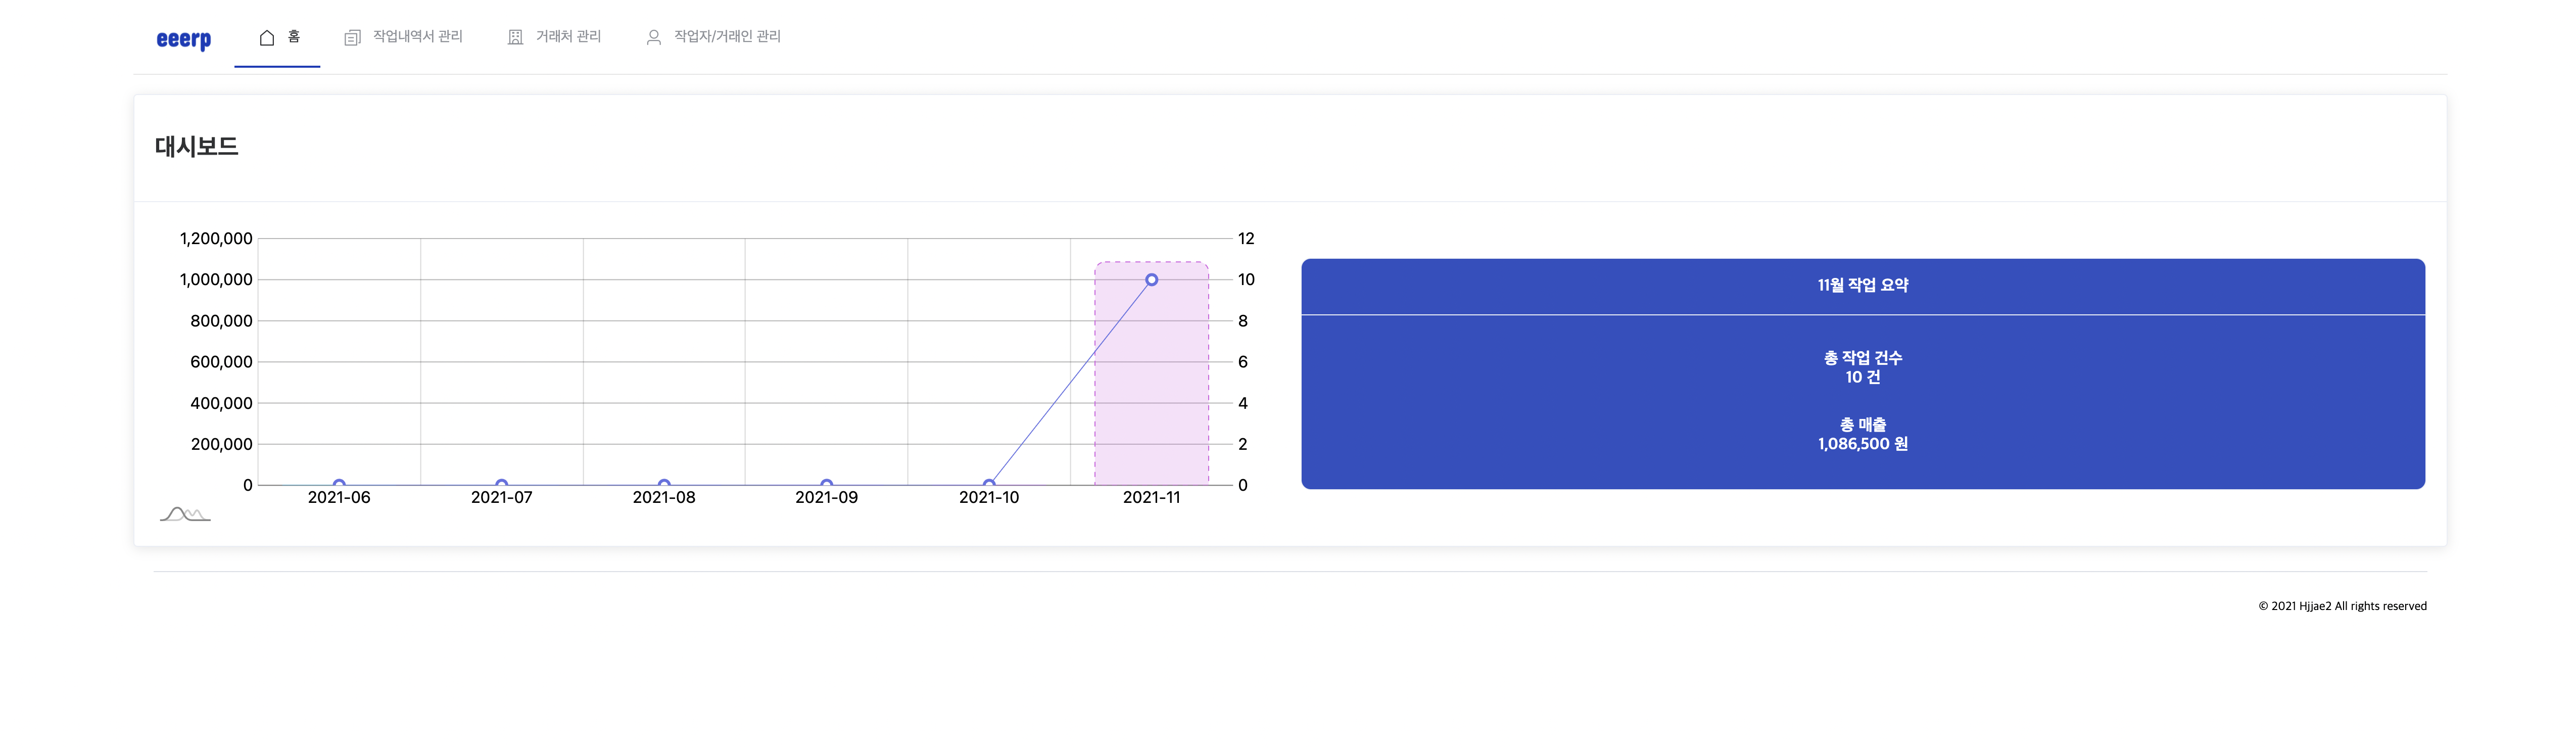 eeerp 홈 작업내역서 관리 거래처 관리 작업자/거래인 관리
대시보드
1,200,000
1,000,000
800,000
600,000
400,000
200,000
0
12
10
8
6
4
2
0
2021-06 2021-07 2021-08 2021-09 2021-10 2021-11
11월 작업 요약
총 작업 건수
10 건
총 매출
1,086,500 원
© 2021 Hjjae2 All rights reserved